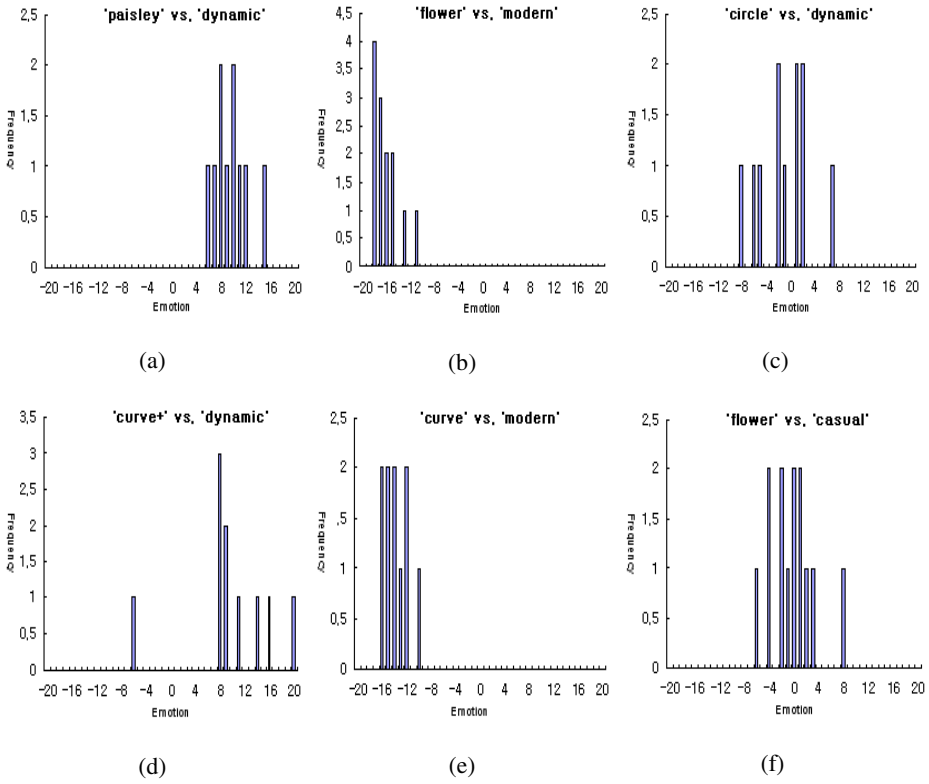 'paisley' vs, 'dynamic'
2,5
2
1,5
1
0,5
0
Frequency
-20 -16 -12 -8 -4 0 4 8 12 16 20
Emotion
(a)
'flower' vs, 'modern'
4,5
4
3,5
3
2,5
2
1,5
1
0,5
0
Frequency
-20 -16 -12 -8 -4 0 4 8 12 16 20
Emotion
(b)
'circle' vs, 'dynamic'
2,5
2
1,5
1
0,5
0
Frequency
-20 -16 -12 -8 -4 0 4 8 12 16 20
Emotion
(c)
'curve+' vs, 'dynamic'
3,5
3
2,5
2
1,5
1
0,5
0
Frequency
-20 -16 -12 -8 -4 0 4 8 12 16 20
Emotion
(d)
'curve' vs, 'modern'
2,5
2
,5
1
0,5
0
Frequency
-20 -16 -12 -8 -4 0 4 8 12 16 20
Emotion
(e)
'flower' vs, 'casual'
2,5
2
1,5
1
0,5
0
Frequency
-20 -16 -12 -8 -4 0 4 8 12 16 20
Emotion
(f)